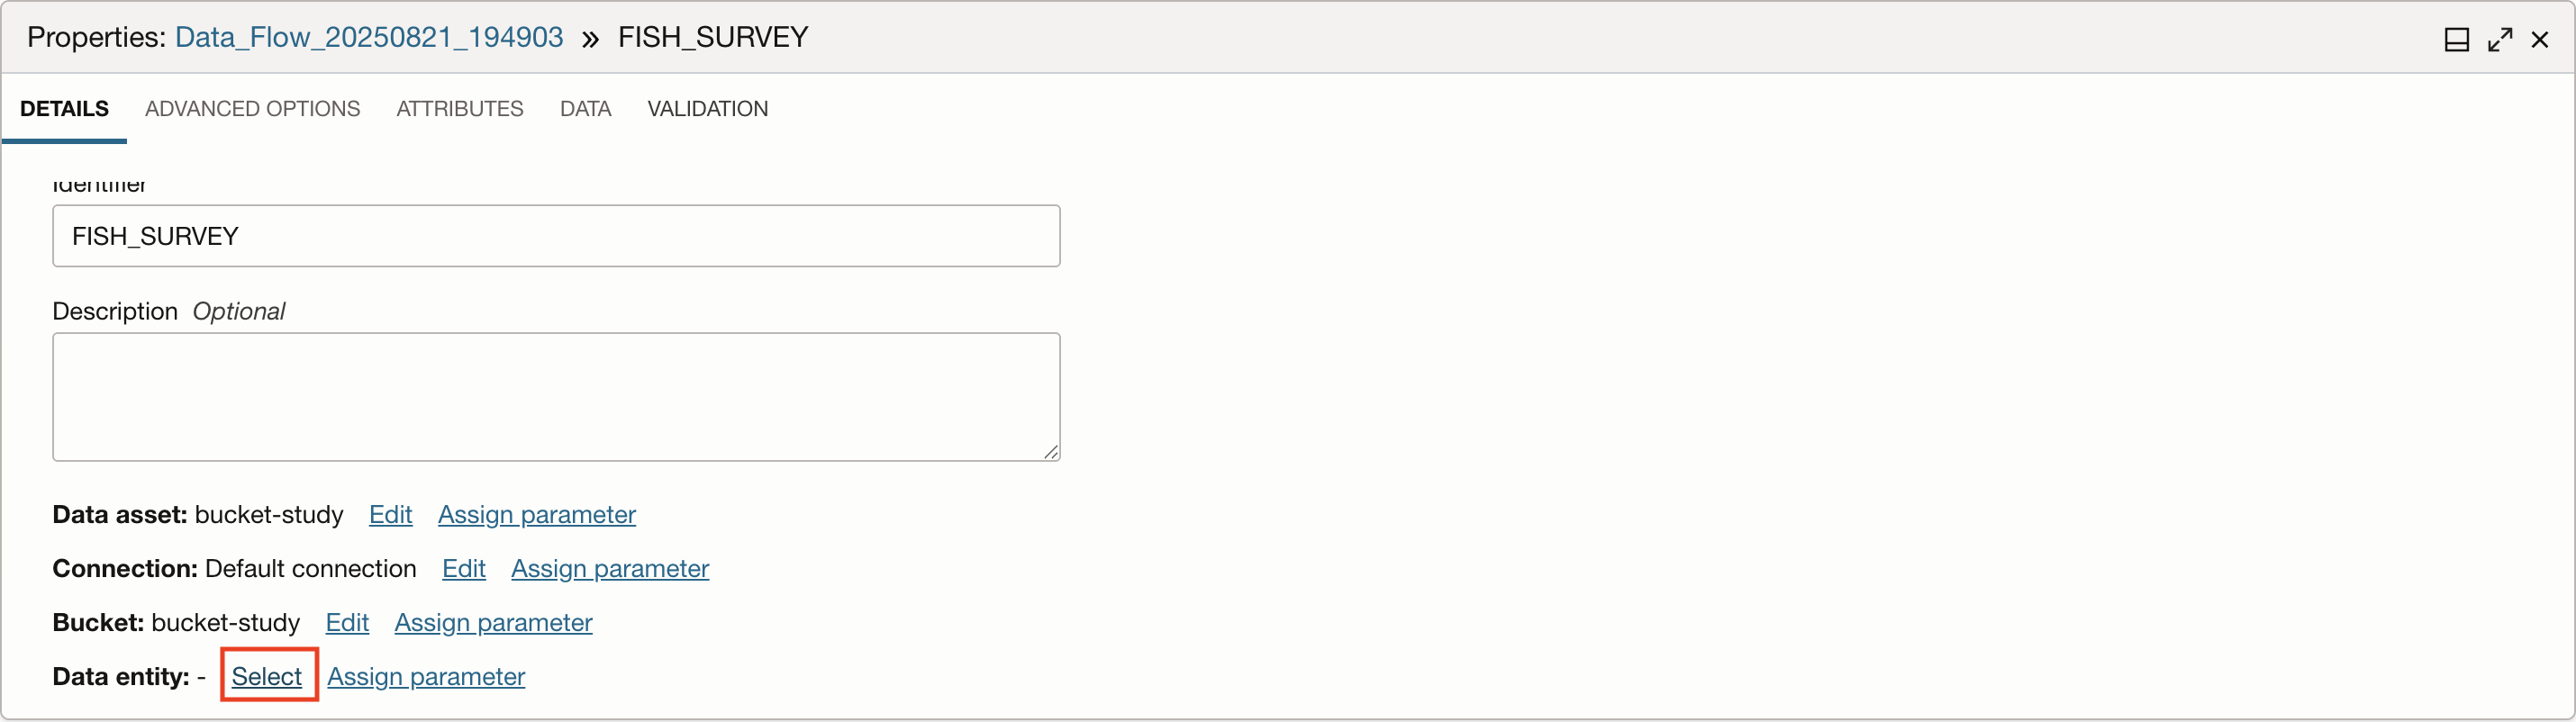 Properties: Data_Flow_20250821_194903 » FISH_SURVEY
DETAILS ADVANCED OPTIONS ATTRIBUTES DATA VALIDATION
Identifier
FISH_SURVEY
Description Optional
Data asset: bucket-study Edit Assign parameter
Connection: Default connection Edit Assign parameter
Bucket: bucket-study Edit Assign parameter
Data entity: - Select Assign parameter